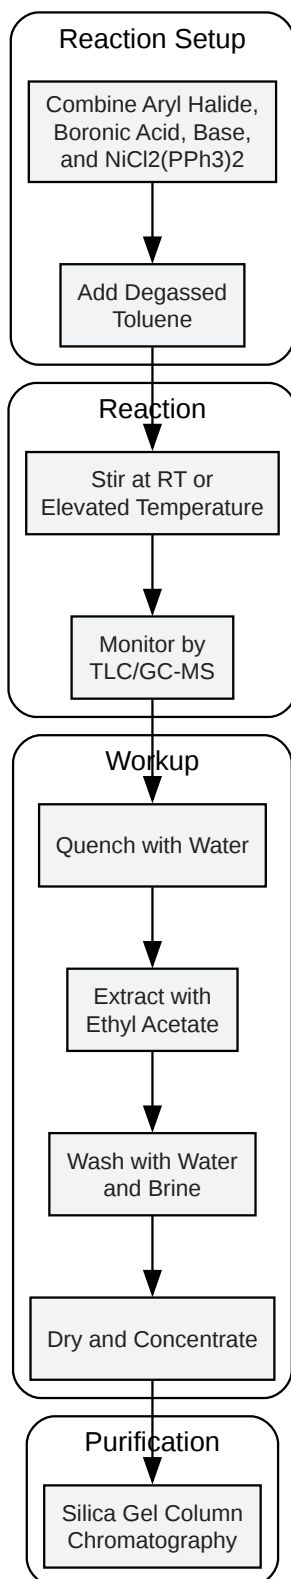 Reaction Setup
Combine Aryl Halide,
Boronic Acid, Base,
and NiCl2(PPh3)2
Add Degassed
Toluene
Reaction
Stir at RT or
Elevated Temperature
Monitor by
TLC/GC-MS
Workup
Quench with Water
Extract with
Ethyl Acetate
Wash with Water
and Brine
Dry and Concentrate
Purification
Silica Gel Column
Chromatography